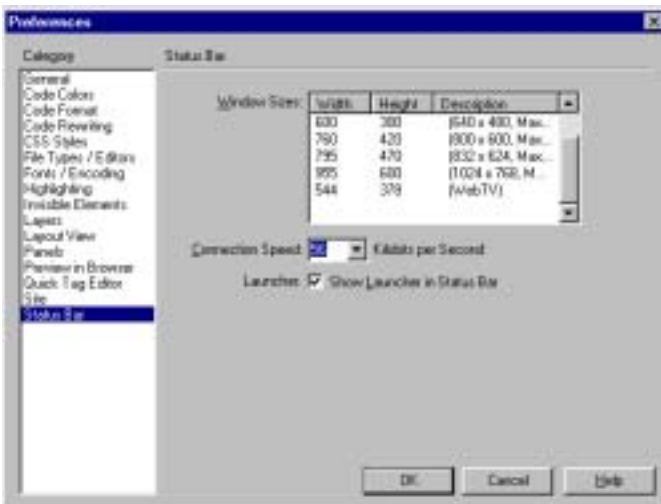 Preferences
Category
Status Bar
General
Code Colors
Code Format
Code Rewriting
CSS Styles
File Types / Editors
Fonts / Encoding
Highlighting
Invisible Elements
Layers
Layout View
Panels
Preview in Browser
Quick Tag Editor
Site
Status Bar
Window Sizes: Width Height Description
600 300 (640 x 480, Max...
760 420 (800 x 600, Max...
795 470 (832 x 624, Max...
955 600 (1024 x 768, M...
544 378 (WebTV)
Connection Speed: Kilobits per Second
Launcher: Show Launcher in Status Bar
OK Cancel Help